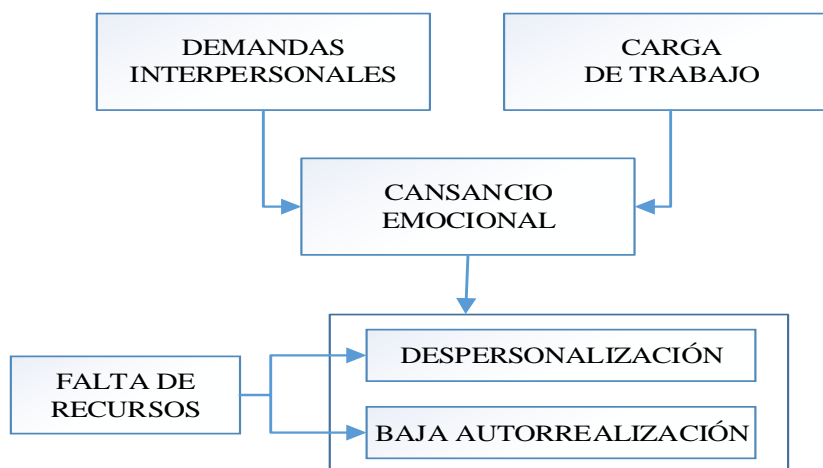 DEMANDAS
INTERPERSONALES
CARGA
DE TRABAJO
CANSANCIO
EMOCIONAL
DESPERSONALIZACIÓN
FALTA DE
RECURSOS
BAJA AUTORREALIZACIÓN